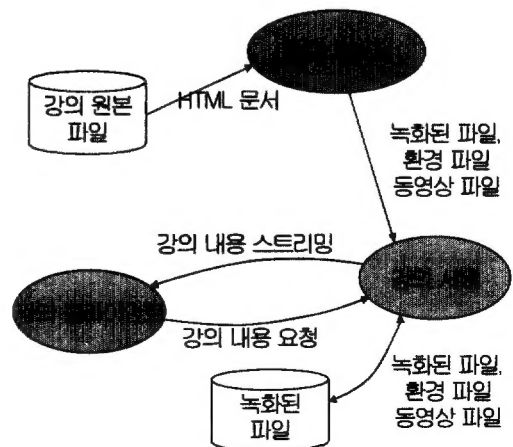 강의 원본
파일
HTML 문서
녹화된 파일,
환경 파일
동영상 파일
강의 내용 스트리밍
강의 내용 요청
녹화된 파일,
환경 파일
동영상 파일
녹화된
파일